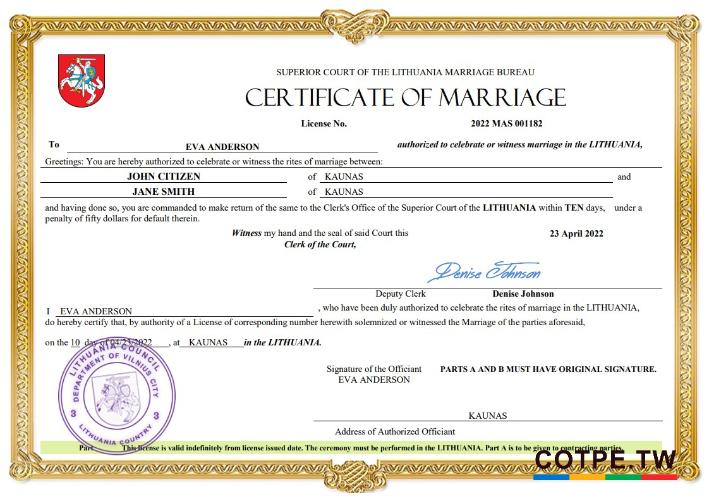 SUPERIOR COURT OF THE LITHUANIA MARRIAGE BUREAU
CERTIFICATE OF MARRIAGE
License No. 2022 MAS 001182
To EVA ANDERSON authorized to celebrate or witness marriage in the LITHUANIA,
Greetings: You are hereby authorized to celebrate or witness the rites of marriage between:
JOHN CITIZEN of KAUNAS and
JANE SMITH of KAUNAS
and having done so, you are commanded to make return of the same to the Clerk's Office of the Superior Court of the LITHUANIA within TEN days, under a
penalty of fifty dollars for default therein.
Witness my hand and the seal of said Court this 23 April 2022
Clerk of the Court,
Denise Johnson
Deputy Clerk Denise Johnson
I EVA ANDERSON , who have been duly authorized to celebrate the rites of marriage in the LITHUANIA,
do hereby certify that, by authority of a License of corresponding number herewith solemnized or witnessed the Marriage of the parties aforesaid,
on the 10 day of 04/23/2022 , at KAUNAS in the LITHUANIA.
LITHUANIA COUNCIL
DEPARTMENT OF VILNIUS CITY
3 3
LITHUANIA COUNTRY
Signature of the Officiant PARTS A AND B MUST HAVE ORIGINAL SIGNATURE.
EVA ANDERSON
KAUNAS
Address of Authorized Officiant
Part This license is valid indefinitely from license issued date. The ceremony must be performed in the LITHUANIA. Part A is to be given to contracting parties.
COTPE.TW